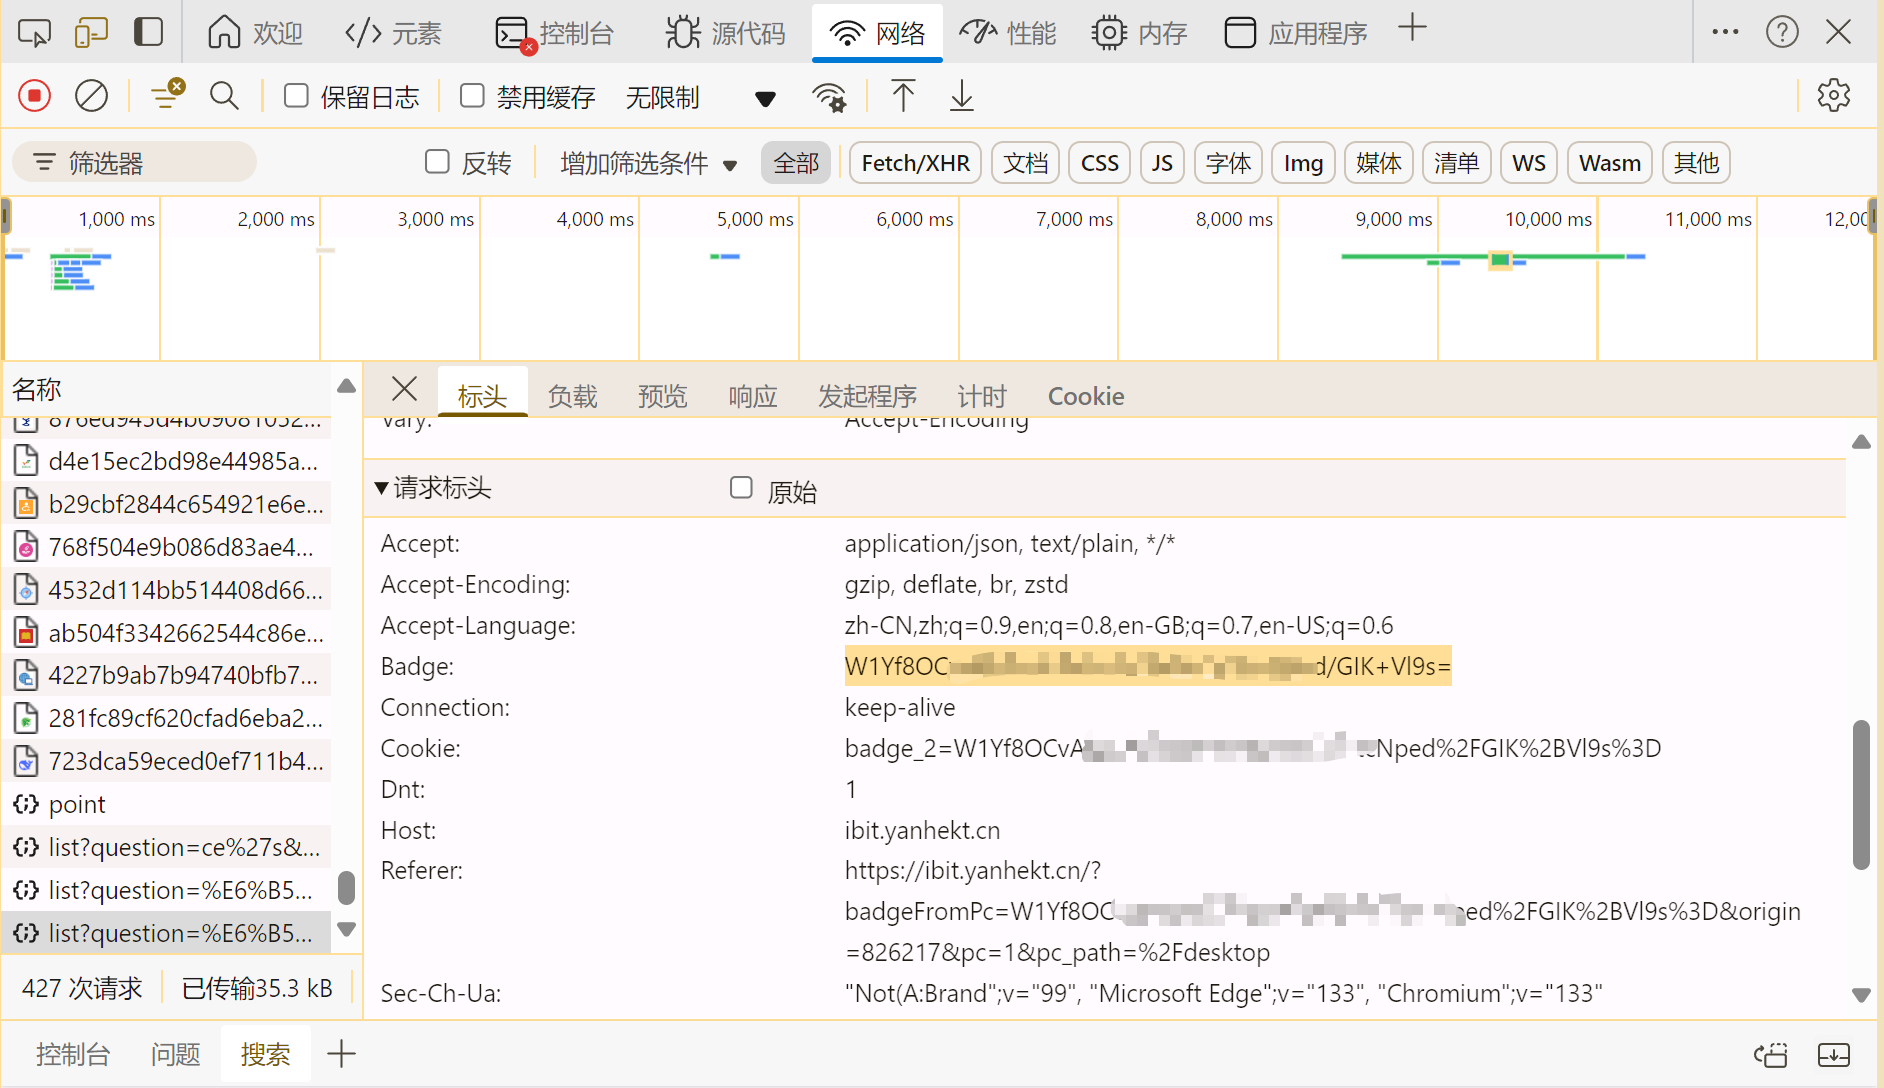 欢迎 元素 控制台 源代码 网络 性能 内存 应用程序
保留日志 禁用缓存 无限制
筛选器 反转 增加筛选条件 全部 Fetch/XHR 文档 CSS JS 字体 Img 媒体 清单 WS Wasm 其他
1,000 ms 2,000 ms 3,000 ms 4,000 ms 5,000 ms 6,000 ms 7,000 ms 8,000 ms 9,000 ms 10,000 ms 11,000 ms 12,00
名称
标头 负载 预览 响应 发起程序 计时 Cookie
876ed943d4b09081032...
d4e15ec2bd98e44985a...
b29cbf2844c654921e6e...
768f504e9b086d83ae4...
4532d114bb514408d66...
ab504f3342662544c86e...
4227b9ab7b94740bfb7...
281fc89cf620cfad6eba2...
723dca59eced0ef711b4...
point
list?question=ce%27s&...
list?question=%E6%B5...
list?question=%E6%B5...
427 次请求 已传输35.3 kB
Vary: Accept-Encoding
请求标头 原始
Accept: application/json, text/plain, */*
Accept-Encoding: gzip, deflate, br, zstd
Accept-Language: zh-CN,zh;q=0.9,en;q=0.8,en-GB;q=0.7,en-US;q=0.6
Badge: W1Yf8OC d/GIK+Vl9s=
Connection: keep-alive
Cookie: badge_2=W1Yf8OCvA Nped%2FGIK%2BVl9s%3D
Dnt: 1
Host: ibit.yanhekt.cn
Referer: https://ibit.yanhekt.cn/?
badgeFromPc=W1Yf8OC ped%2FGIK%2BVl9s%3D&origin
=826217&pc=1&pc_path=%2Fdesktop
Sec-Ch-Ua: "Not(A:Brand";v="99", "Microsoft Edge";v="133", "Chromium";v="133"
控制台 问题 搜索